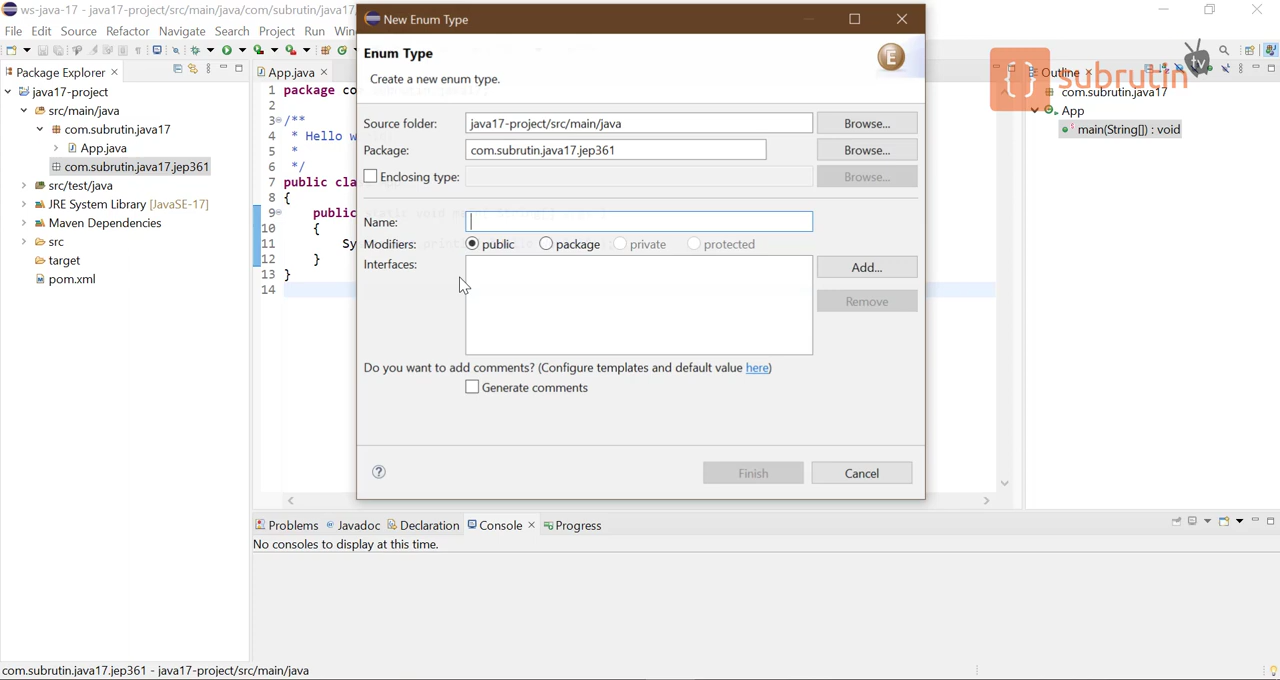 ws-java-17 - java17-project/src/main/java/com/subrutin/java17
New Enum Type
File Edit Source Refactor Navigate Search Project Run
Enum Type
Create a new enum type.
Package Explorer
App.java
Outline
subrutin
tv
java17-project
src/main/java
com.subrutin.java17
App.java
com.subrutin.java17.jep361
src/test/java
JRE System Library [JavaSE-17]
Maven Dependencies
src
target
pom.xml
1 package co
2
3 /**
4 * Hello w
5 *
6 */
7 public cla
8 {
9 public
10 {
11 Sy
12 }
13 }
14
Source folder: java17-project/src/main/java Browse...
Package: com.subrutin.java17.jep361 Browse...
Enclosing type: Browse...
Name:
Modifiers: public package private protected
Interfaces: Add...
Remove
Do you want to add comments? (Configure templates and default value here)
Generate comments
? Finish Cancel
com.subrutin.java17
App
main(String[]) : void
Problems Javadoc Declaration Console Progress
No consoles to display at this time.
com.subrutin.java17.jep361 - java17-project/src/main/java